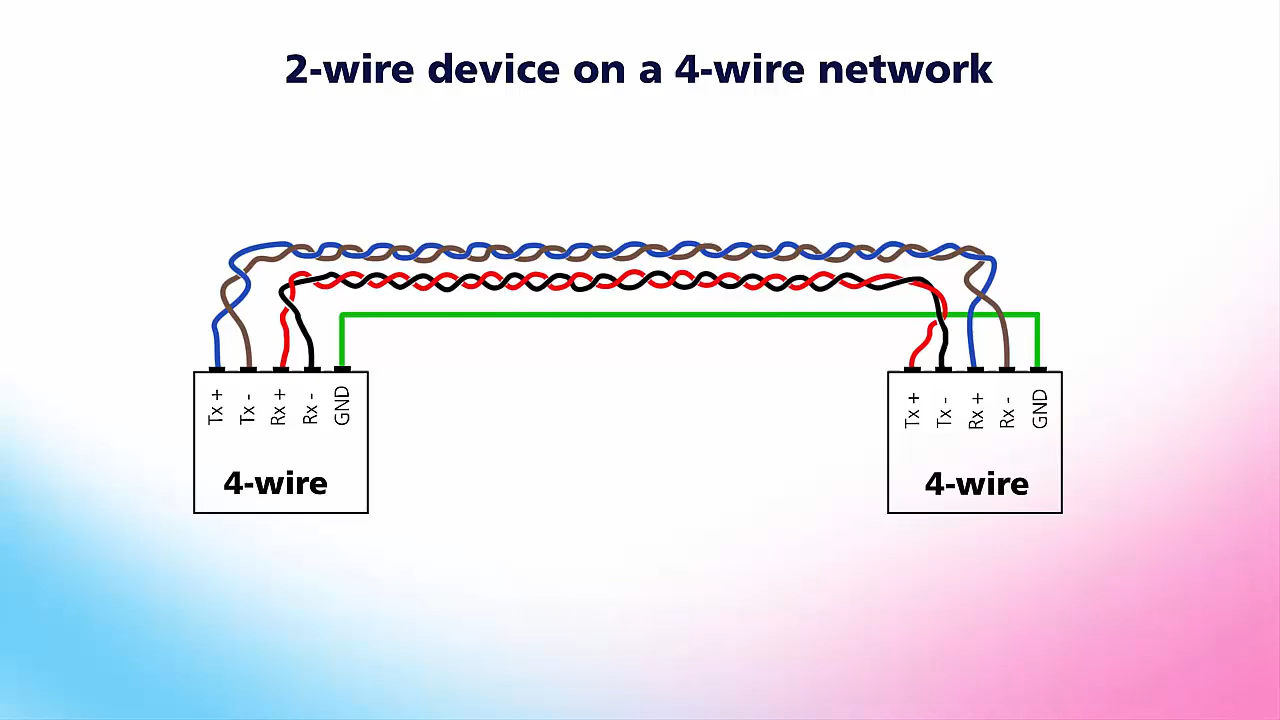 2-wire device on a 4-wire network
Tx +
Tx -
Rx +
Rx -
GND
4-wire
Tx +
Tx -
Rx +
Rx -
GND
4-wire